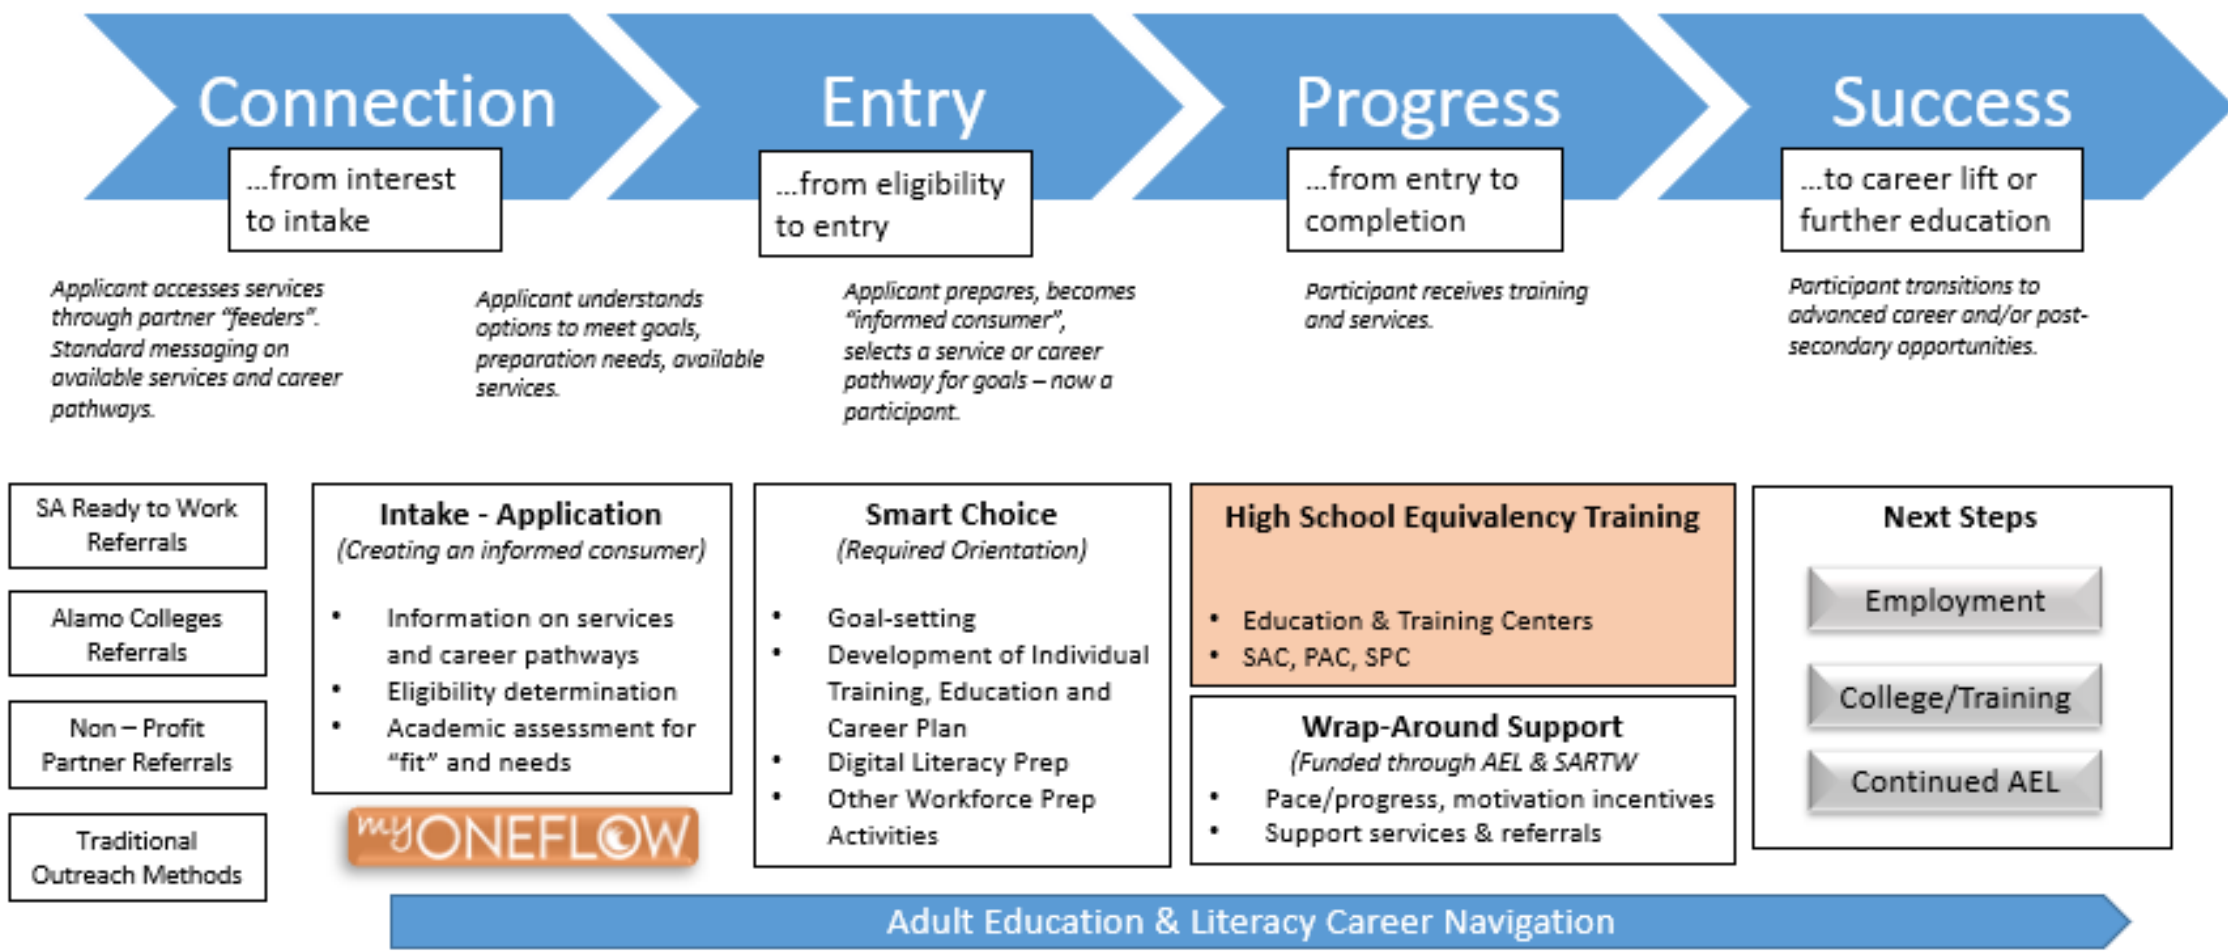 Connection
Entry
Progress
Success
...from interest
to intake
...from eligibility
to entry
...from entry to
completion
...to career lift or
further education
Applicant accesses services
through partner “feeders”.
Standard messaging on
available services and career
pathways.
Applicant understands
options to meet goals,
preparation needs, available
services.
Applicant prepares, becomes
“informed consumer”,
selects a service or career
pathway for goals – now a
participant.
Participant receives training
and services.
Participant transitions to
advanced career and/or post-
secondary opportunities.
SA Ready to Work
Referrals
Alamo Colleges
Referrals
Non – Profit
Partner Referrals
Traditional
Outreach Methods
Intake - Application
(Creating an informed consumer)
• Information on services
and career pathways
• Eligibility determination
• Academic assessment for
“fit” and needs
myONEFLOW
Smart Choice
(Required Orientation)
• Goal-setting
• Development of Individual
Training, Education and
Career Plan
• Digital Literacy Prep
• Other Workforce Prep
Activities
High School Equivalency Training
• Education & Training Centers
• SAC, PAC, SPC
Wrap-Around Support
(Funded through AEL & SARTW
• Pace/progress, motivation incentives
• Support services & referrals
Next Steps
Employment
College/Training
Continued AEL
Adult Education & Literacy Career Navigation